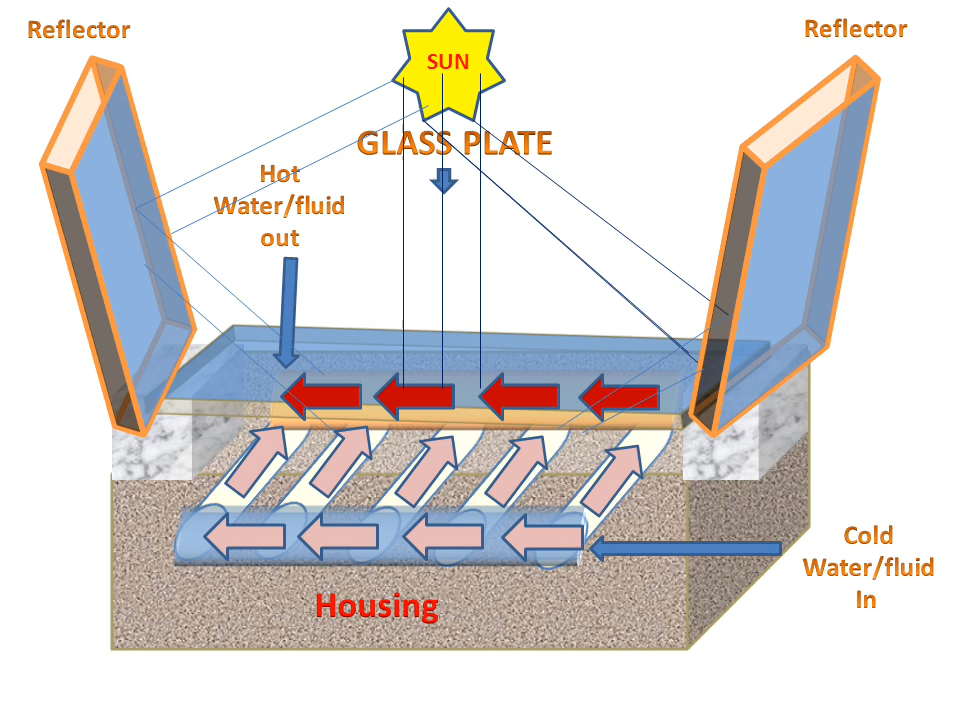 Reflector
Reflector
SUN
GLASS PLATE
Hot
Water/fluid
out
Cold
Water/fluid
In
Housing